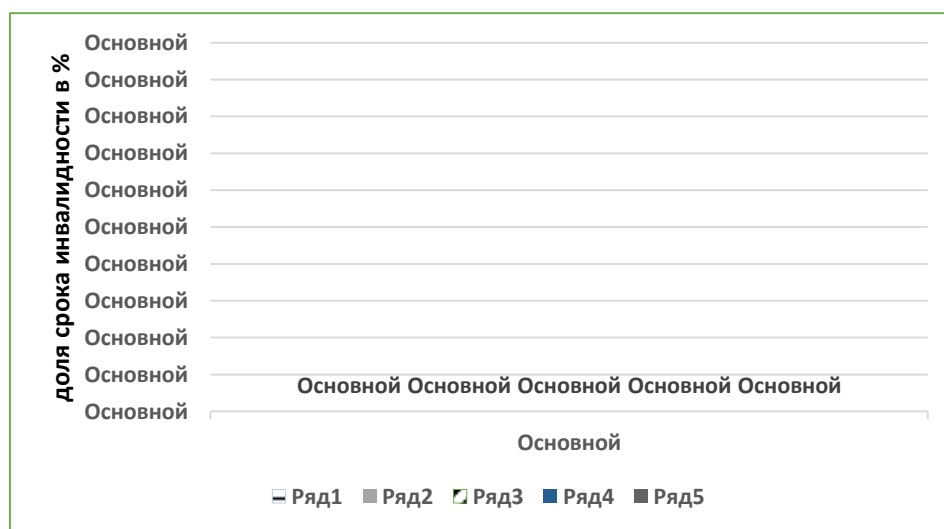 доля срока инвалидности в %
Основной
Основной
Основной
Основной
Основной
Основной
Основной
Основной
Основной
Основной
Основной
Основной Основной Основной Основной Основной
Основной
Ряд1 Ряд2 Ряд3 Ряд4 Ряд5